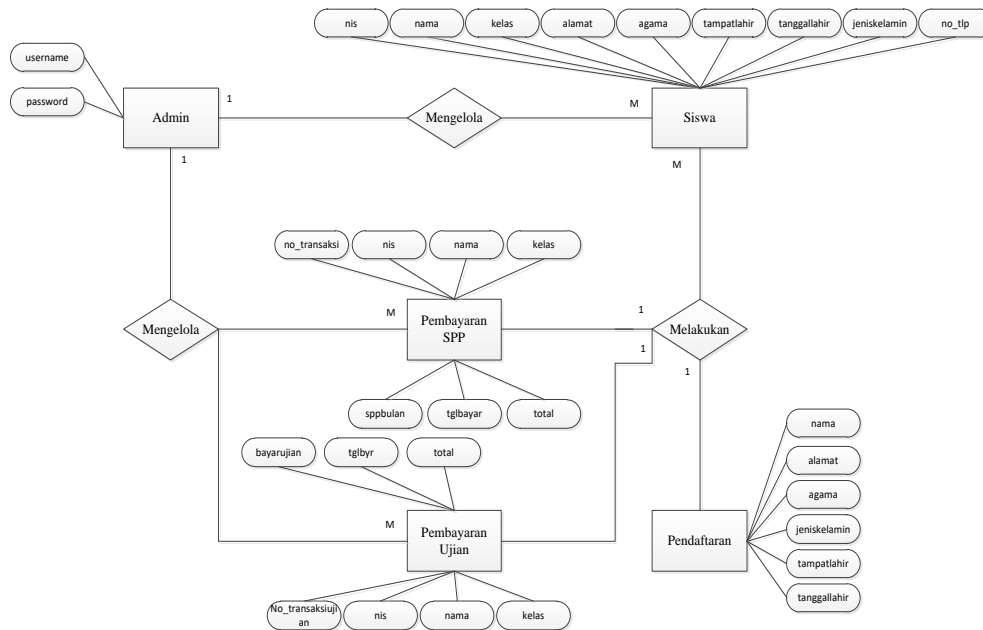 nis
nama
kelas
alamat
agama
tampatlahir
tanggallahir
jeniskelamin
no_tlp
username
password
Admin
1
Mengelola
M
Siswa
1
M
no_transaksi
nis
nama
kelas
Mengelola
M
Pembayaran
SPP
1
Melakukan
1
1
sppbulan
tglbayar
total
bayarujian
tglbyr
total
nama
alamat
agama
jeniskelamin
tampatlahir
tanggallahir
M
Pembayaran
Ujian
Pendaftaran
No_transaksiuji
an
nis
nama
kelas